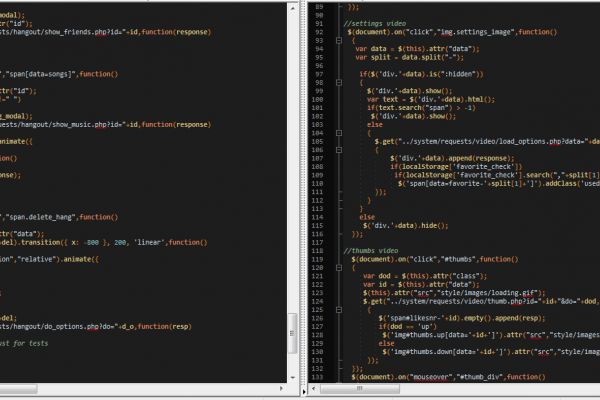 modal);
tr("id");
ests/hangout/show_friends.php?id="+id,function(response)
","span[data=songs]",function()
ttr("id");
!=" ")
g_modal);
uests/hangout/show_music.php?id="+id,function(response)
animate({
tion()
ponse);
","span.delete_hang",function()
ttr("data");
del).transition({ x: -800 }, 200, 'linear',function()
ion","relative").animate({
;
del;
ts/hangout/do_options.php?do="+d_o,function(resp)
ust for tests
89 });
90
91 //settings video
92 $(document).on("click","img.settings_image",function()
93 {
94 var data = $(this).attr("data");
95 var split = data.split("-");
96
97 if($('div.'+data).is(":hidden"))
98 {
99 $('div.'+data).show();
100 var text = $('div.'+data).html();
101 if(text.search("span") > -1)
102 $('div.'+data).show();
103 else
104 {
105 $.get("../system/requests/video/load_options.php?data="+da
106 {
107 $('div.'+data).append(response);
108 if(localStorage['favorite_check'])
109 if(localStorage['favorite_check'].search(","+split[1]
110 $('span[data=favorite-'+split[1]+']').addClass('used
111 });
112 }
113 }
114 else
115 $('div.'+data).hide();
116 });
117
118 //thumbs video
119 $(document).on("click","#thumbs",function()
120 {
121 var dod = $(this).attr("class");
122 var id = $(this).attr("data");
123 $(this).attr("src","style/images/loading.gif");
124 $.get("../system/requests/video/thumb.php?id="+id+"&do="+dod,
125 {
126 $('span#likesnr-'+id).empty().append(resp);
127 if(dod == 'up')
128 $('img#thumbs.up[data='+id+']').attr("src","style/images
129 else
130 $('img#thumbs.down[data='+id+']').attr("src","style/imag
131 });
132 });
133 $(document).on("mouseover","#thumb_div",function()